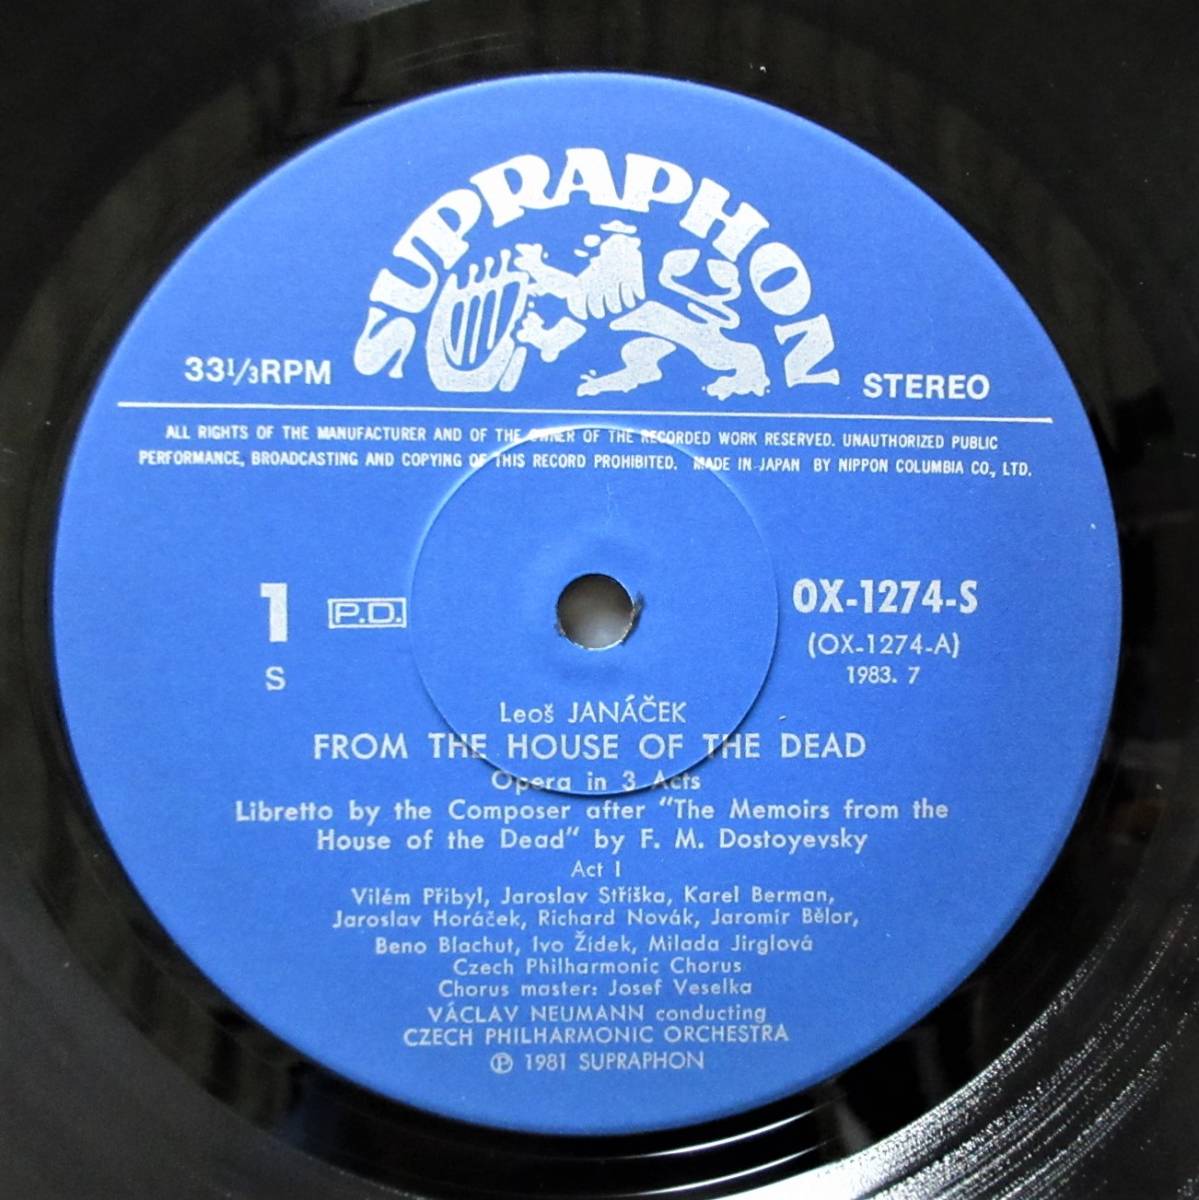 SUPRAPHON
33 1/3 RPM
STEREO
ALL RIGHTS OF THE MANUFACTURER AND OF THE OWNER OF THE RECORDED WORK RESERVED. UNAUTHORIZED PUBLIC
PERFORMANCE, BROADCASTING AND COPYING OF THIS RECORD PROHIBITED. MADE IN JAPAN BY NIPPON COLUMBIA CO., LTD.
1
P.D.
S
OX-1274-S
(OX-1274-A)
1983. 7
Leoš JANÁČEK
FROM THE HOUSE OF THE DEAD
Opera in 3 Acts
Libretto by the Composer after "The Memoirs from the
House of the Dead" by F. M. Dostoyevsky
Act I
Vilém Přibyl, Jaroslav Stříška, Karel Berman,
Jaroslav Horáček, Richard Novák, Jaromír Bělor,
Beno Blachut, Ivo Žídek, Milada Jirglová
Czech Philharmonic Chorus
Chorus master: Josef Veselka
VÁCLAV NEUMANN conducting
CZECH PHILHARMONIC ORCHESTRA
℗ 1981 SUPRAPHON